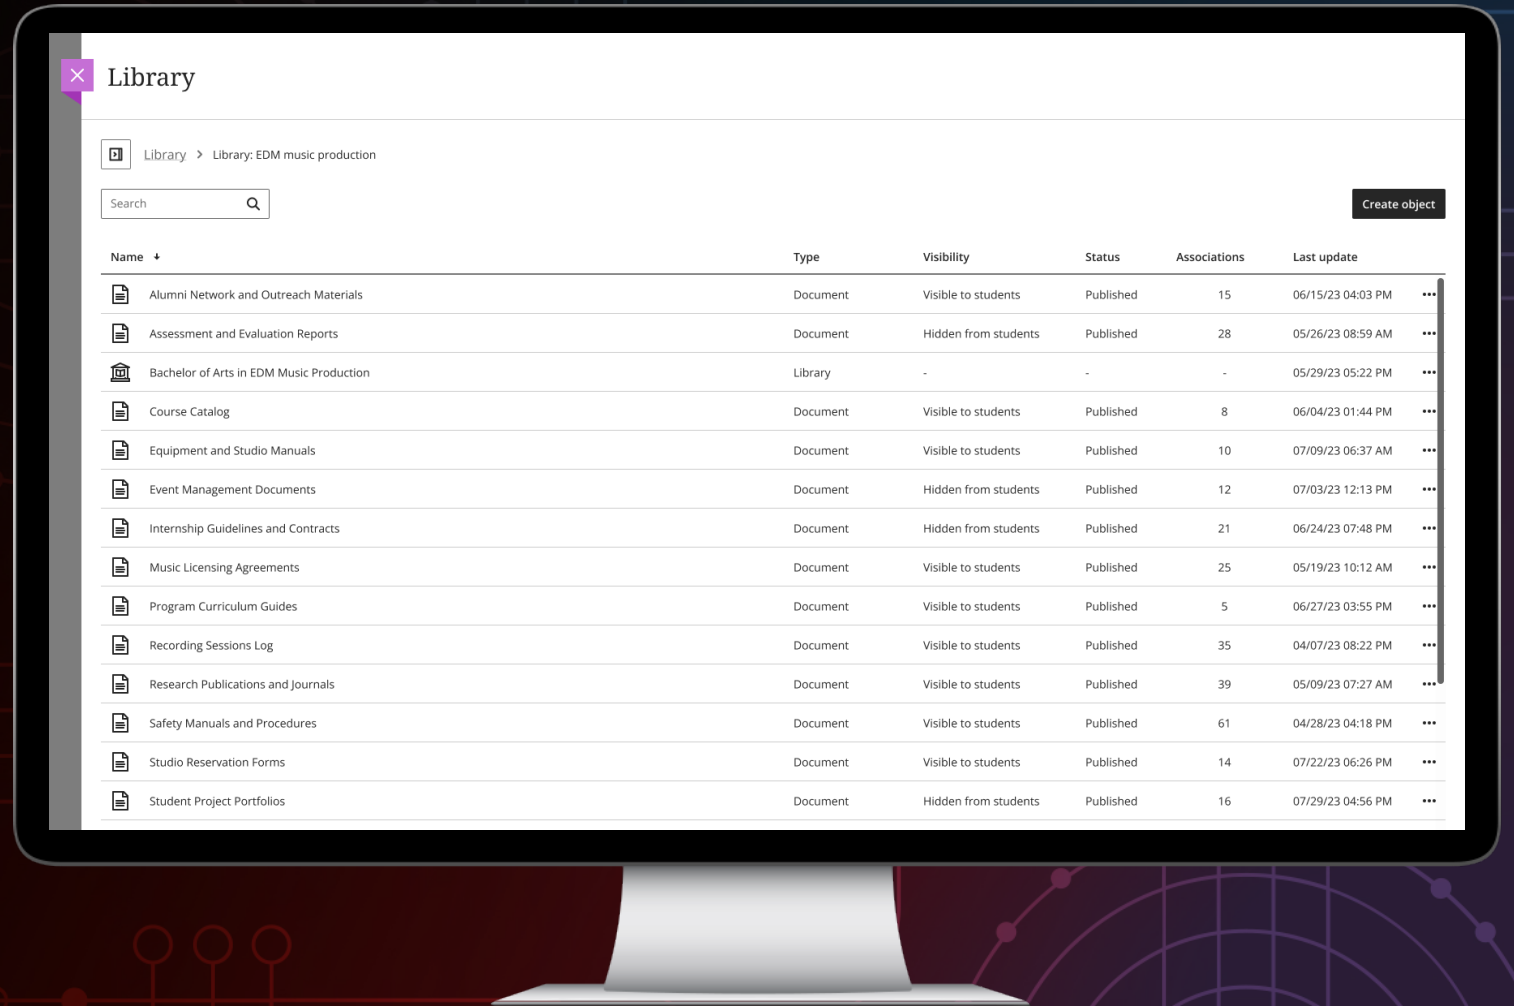 Library
Library > Library: EDM music production
Search
Create object
Name Type Visibility Status Associations Last update
Alumni Network and Outreach Materials Document Visible to students Published 15 06/15/23 04:03 PM
Assessment and Evaluation Reports Document Hidden from students Published 28 05/26/23 08:59 AM
Bachelor of Arts in EDM Music Production Library - - - 05/29/23 05:22 PM
Course Catalog Document Visible to students Published 8 06/04/23 01:44 PM
Equipment and Studio Manuals Document Visible to students Published 10 07/09/23 06:37 AM
Event Management Documents Document Hidden from students Published 12 07/03/23 12:13 PM
Internship Guidelines and Contracts Document Hidden from students Published 21 06/24/23 07:48 PM
Music Licensing Agreements Document Visible to students Published 25 05/19/23 10:12 AM
Program Curriculum Guides Document Visible to students Published 5 06/27/23 03:55 PM
Recording Sessions Log Document Visible to students Published 35 04/07/23 08:22 PM
Research Publications and Journals Document Visible to students Published 39 05/09/23 07:27 AM
Safety Manuals and Procedures Document Visible to students Published 61 04/28/23 04:18 PM
Studio Reservation Forms Document Visible to students Published 14 07/22/23 06:26 PM
Student Project Portfolios Document Hidden from students Published 16 07/29/23 04:56 PM